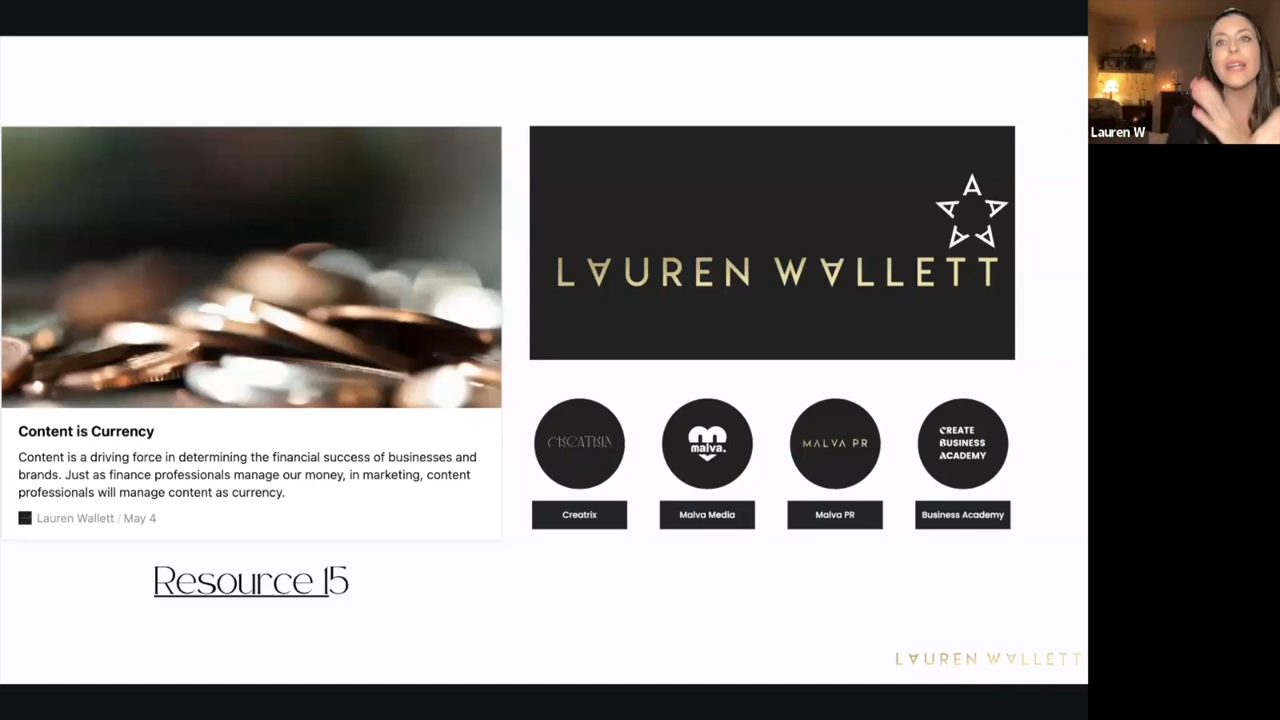 Lauren W
LAUREN WALLETT
Content is Currency
Content is a driving force in determining the financial success of businesses and
brands. Just as finance professionals manage our money, in marketing, content
professionals will manage content as currency.
Lauren Wallett / May 4
Resource 15
CREATRIX
malva.
MALVA PR
CREATE
BUSINESS
ACADEMY
Creatrix
Malva Media
Malva PR
Business Academy
LAUREN WALLETT